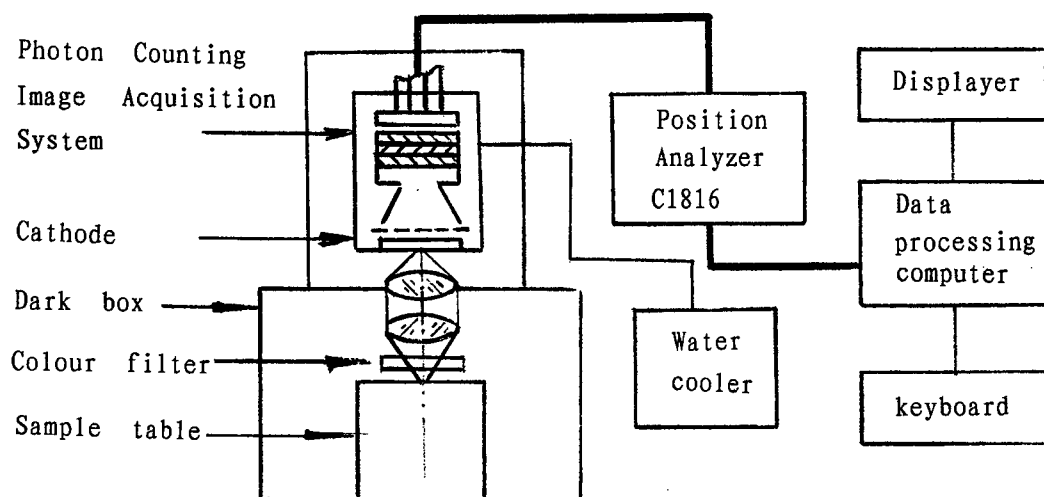 Photon Counting
Image Acquisition
System
Cathode
Dark box
Colour filter
Sample table
Position
Analyzer
C1816
Water
cooler
Displayer
Data
processing
computer
keyboard